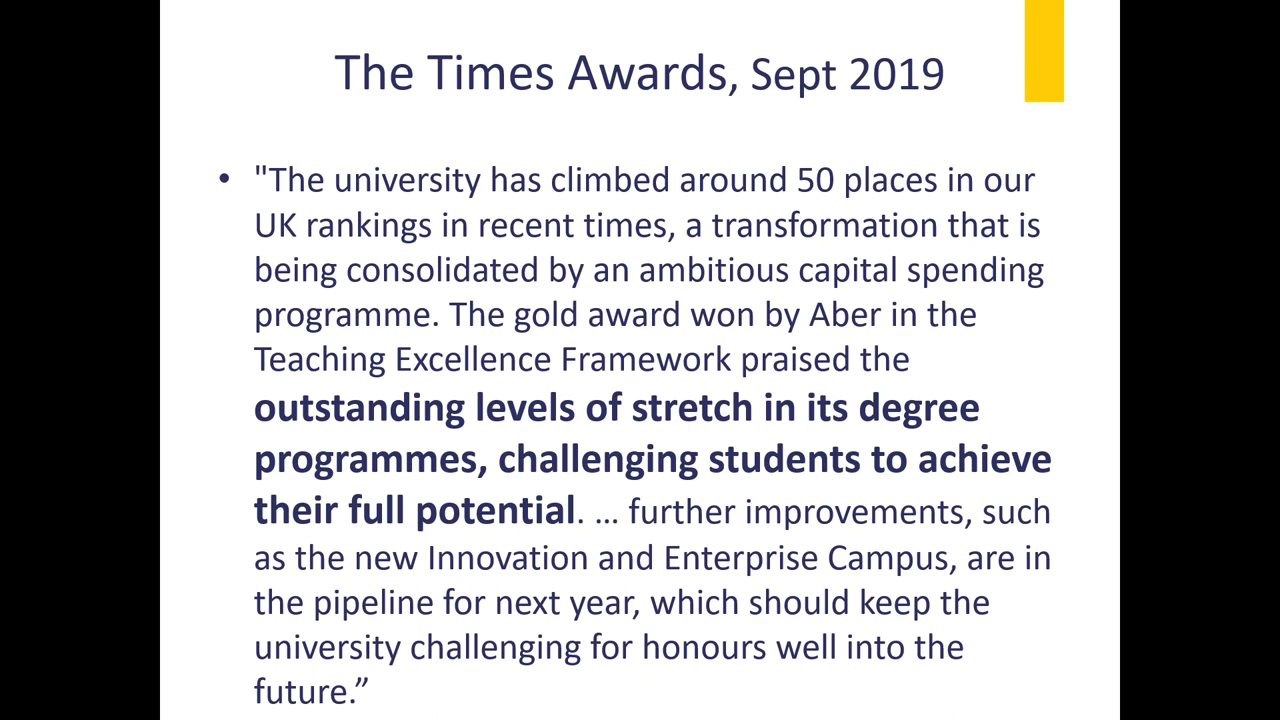 The Times Awards, Sept 2019
• "The university has climbed around 50 places in our
UK rankings in recent times, a transformation that is
being consolidated by an ambitious capital spending
programme. The gold award won by Aber in the
Teaching Excellence Framework praised the
outstanding levels of stretch in its degree
programmes, challenging students to achieve
their full potential. … further improvements, such
as the new Innovation and Enterprise Campus, are in
the pipeline for next year, which should keep the
university challenging for honours well into the
future.”